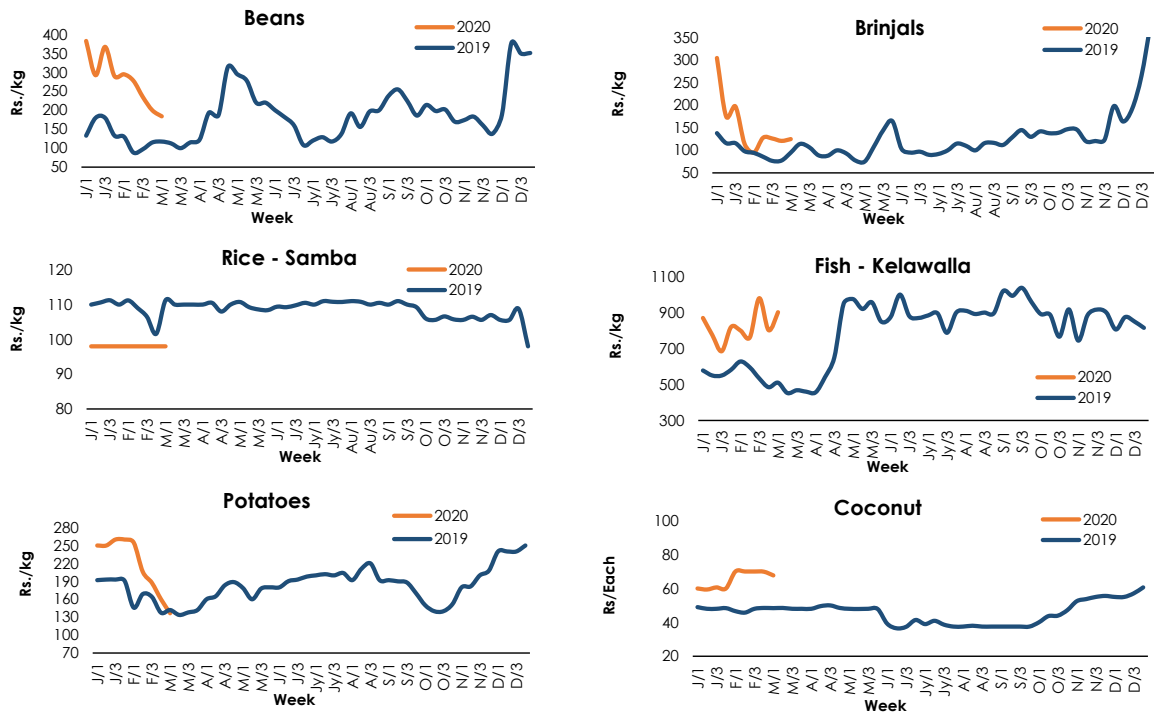 Beans
2020
2019
Rs./kg
400
350
300
250
200
150
100
50
J/1 J/3 F/1 F/3 M/1 M/3 A/1 A/3 M/1 M/3 J/1 J/3 Jy/1 Jy/3 Au/1 Au/3 S/1 S/3 O/1 O/3 N/1 N/3 D/1 D/3
Week
Brinjals
2020
2019
Rs./kg
350
300
250
200
150
100
50
J/1 J/3 F/1 F/3 M/1 M/3 A/1 A/3 M/1 M/3 J/1 J/3 Jy/1 Jy/3 Au/1 Au/3 S/1 S/3 O/1 O/3 N/1 N/3 D/1 D/3
Week
Rice - Samba
2020
2019
Rs./kg
120
110
100
90
80
J/1 J/3 F/1 F/3 M/1 M/3 A/1 A/3 M/1 M/3 J/1 J/3 Jy/1 Jy/3 Au/1 Au/3 S/1 S/3 O/1 O/3 N/1 N/3 D/1 D/3
Week
Fish - Kelawalla
2020
2019
Rs./kg
1100
900
700
500
300
J/1 J/3 F/1 F/3 M/1 M/3 A/1 A/3 M/1 M/3 J/1 J/3 Jy/1 Jy/3 A/1 A/3 S/1 S/3 O/1 O/3 N/1 N/3 D/1 D/3
Week
Potatoes
2020
2019
Rs./kg
280
250
220
190
160
130
100
70
J/1 J/3 F/1 F/3 M/1 M/3 A/1 A/3 M/1 M/3 J/1 J/3 Jy/1 Jy/3 A/1 A/3 S/1 S/3 O/1 O/3 N/1 N/3 D/1 D/3
Week
Coconut
2020
2019
Rs/Each
100
80
60
40
20
J/1 J/3 F/1 F/3 M/1 M/3 A/1 A/3 M/1 M/3 J/1 J/3 Jy/1 Jy/3 A/1 A/3 S/1 S/3 O/1 O/3 N/1 N/3 D/1 D/3
Week